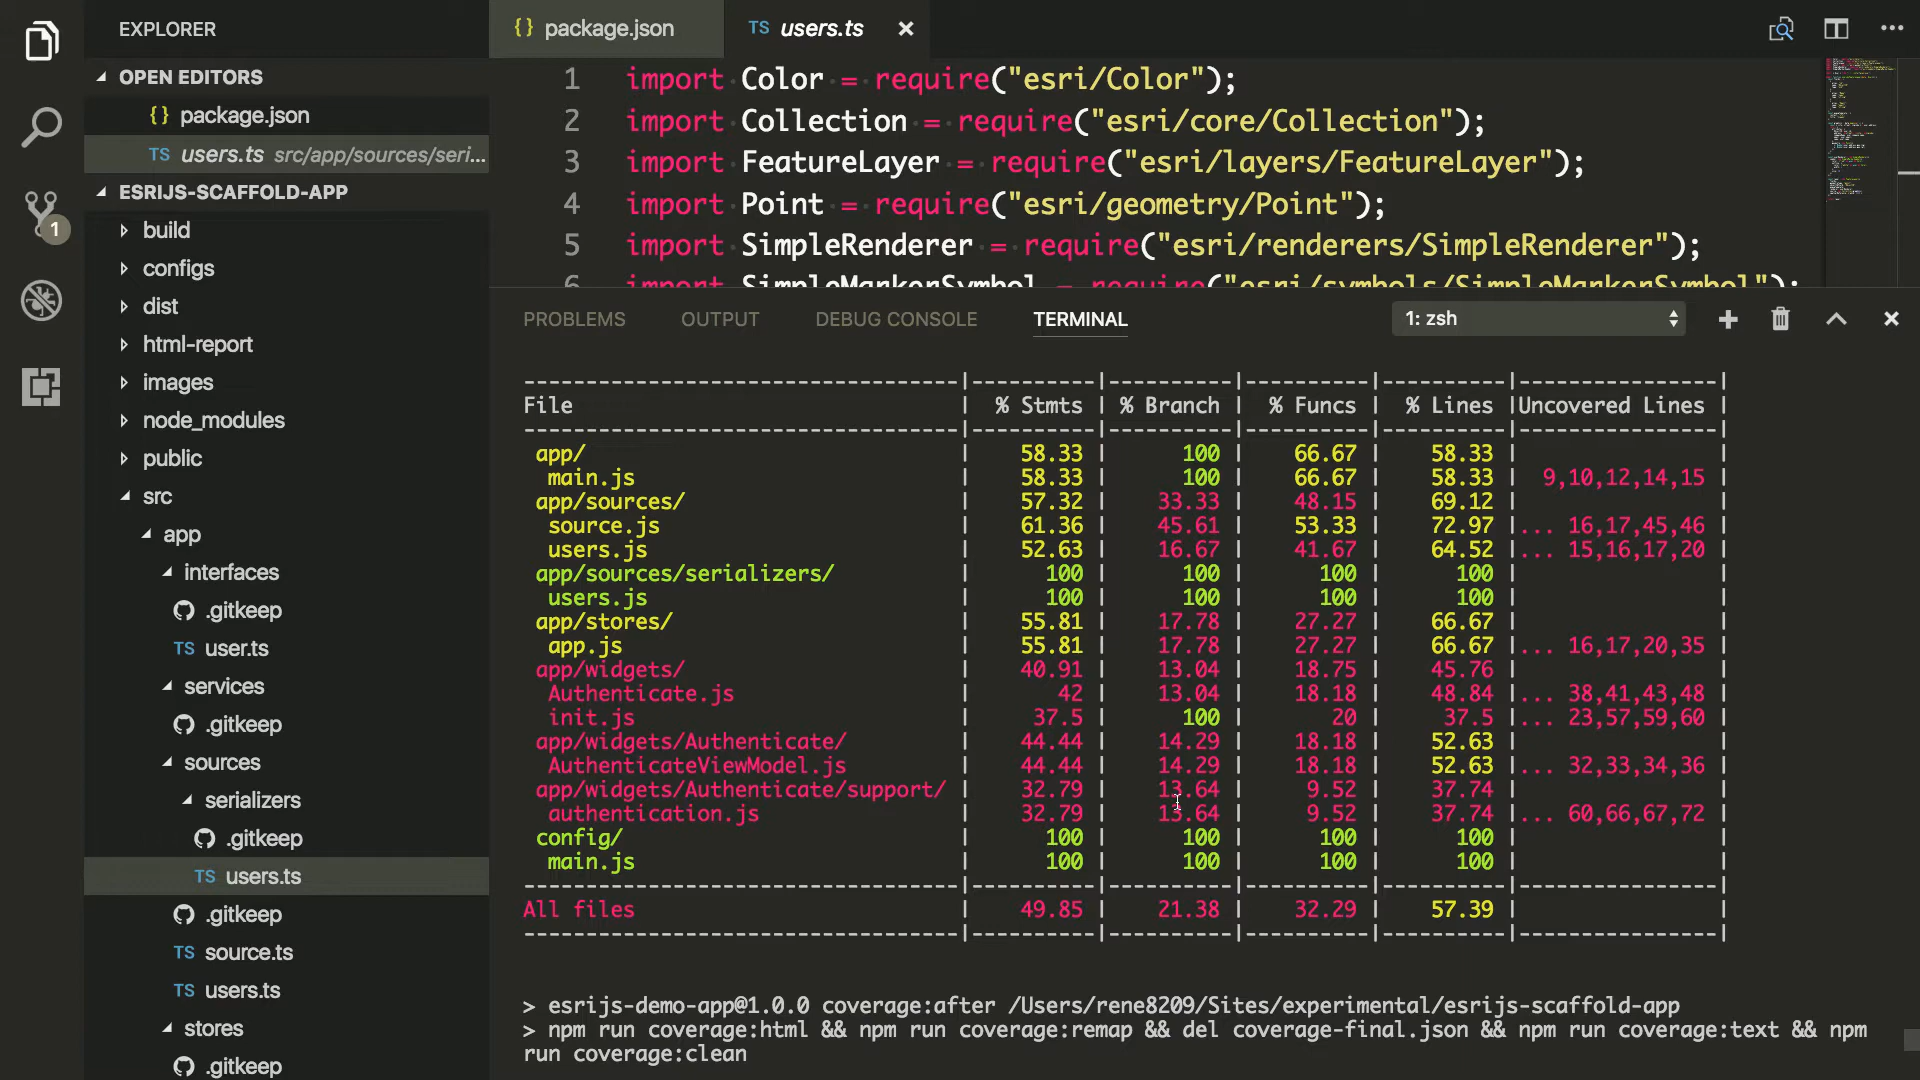 EXPLORER
OPEN EDITORS
{} package.json
TS users.ts src/app/sources/seri...
ESRIJS-SCAFFOLD-APP
build
configs
dist
html-report
images
node_modules
public
src
app
interfaces
.gitkeep
TS user.ts
services
.gitkeep
sources
serializers
.gitkeep
TS users.ts
.gitkeep
TS source.ts
TS users.ts
stores
.gitkeep
1
{} package.json TS users.ts
1 import Color = require("esri/Color");
2 import Collection = require("esri/core/Collection");
3 import FeatureLayer = require("esri/layers/FeatureLayer");
4 import Point = require("esri/geometry/Point");
5 import SimpleRenderer = require("esri/renderers/SimpleRenderer");
6 import SimpleMarkerSymbol = require("esri/symbols/SimpleMarkerSymbol");
PROBLEMS OUTPUT DEBUG CONSOLE TERMINAL 1: zsh
-----------------------------------|----------|----------|----------|----------|----------------|
File | % Stmts | % Branch | % Funcs | % Lines |Uncovered Lines |
-----------------------------------|----------|----------|----------|----------|----------------|
app/ | 58.33 | 100 | 66.67 | 58.33 | |
main.js | 58.33 | 100 | 66.67 | 58.33 | 9,10,12,14,15 |
app/sources/ | 57.32 | 33.33 | 48.15 | 69.12 | |
source.js | 61.36 | 45.61 | 53.33 | 72.97 |... 16,17,45,46 |
users.js | 52.63 | 16.67 | 41.67 | 64.52 |... 15,16,17,20 |
app/sources/serializers/ | 100 | 100 | 100 | 100 | |
users.js | 100 | 100 | 100 | 100 | |
app/stores/ | 55.81 | 17.78 | 27.27 | 66.67 | |
app.js | 55.81 | 17.78 | 27.27 | 66.67 |... 16,17,20,35 |
app/widgets/ | 40.91 | 13.04 | 18.75 | 45.76 | |
Authenticate.js | 42 | 13.04 | 18.18 | 48.84 |... 38,41,43,48 |
init.js | 37.5 | 100 | 20 | 37.5 |... 23,57,59,60 |
app/widgets/Authenticate/ | 44.44 | 14.29 | 18.18 | 52.63 | |
AuthenticateViewModel.js | 44.44 | 14.29 | 18.18 | 52.63 |... 32,33,34,36 |
app/widgets/Authenticate/support/ | 32.79 | 13.64 | 9.52 | 37.74 | |
authentication.js | 32.79 | 13.64 | 9.52 | 37.74 |... 60,66,67,72 |
config/ | 100 | 100 | 100 | 100 | |
main.js | 100 | 100 | 100 | 100 | |
-----------------------------------|----------|----------|----------|----------|----------------|
All files | 49.85 | 21.38 | 32.29 | 57.39 | |
-----------------------------------|----------|----------|----------|----------|----------------|
> esrijs-demo-app@1.0.0 coverage:after /Users/rene8209/Sites/experimental/esrijs-scaffold-app
> npm run coverage:html && npm run coverage:remap && del coverage-final.json && npm run coverage:text && npm
run coverage:clean